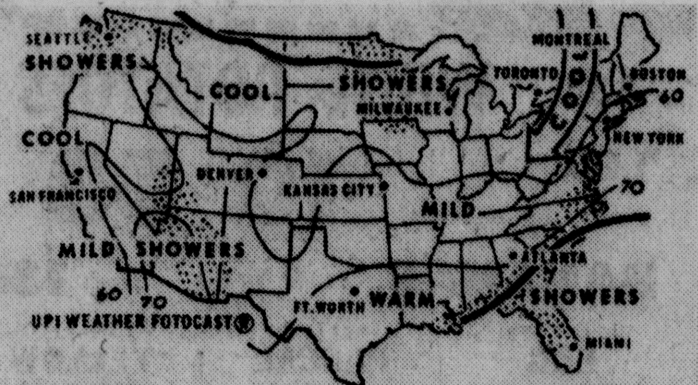 SEATTLE
SHOWERS
MONTREAL
COOL
SHOWERS
TORONTO
BOSTON
60
MILWAUKEE
NEW YORK
COOL
DENVER
KANSAS CITY
70
SAN FRANCISCO
MILD
MILD SHOWERS
ATLANTA
60 70
FT. WORTH WARM
SHOWERS
UPI WEATHER FOTOCAST®
MIAMI